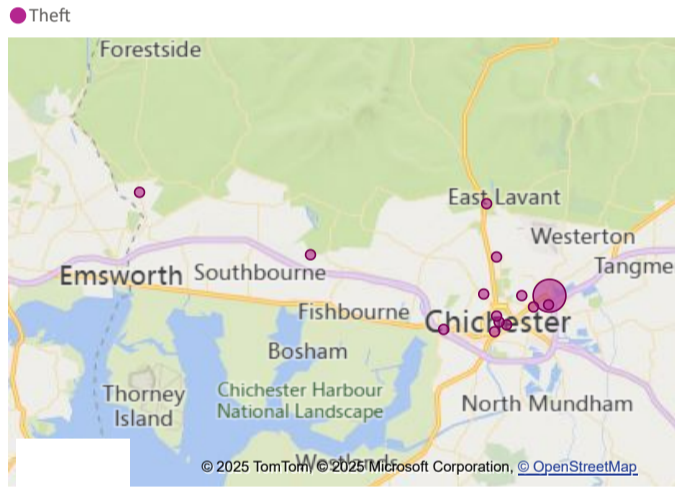 Theft
Forestside
East Lavant
Westerton
Tangme
Emsworth
Southbourne
Fishbourne
Chichester
Bosham
Thorney
Island
Chichester Harbour
National Landscape
North Mundham
Westlands
© 2025 TomTom, © 2025 Microsoft Corporation, © OpenStreetMap